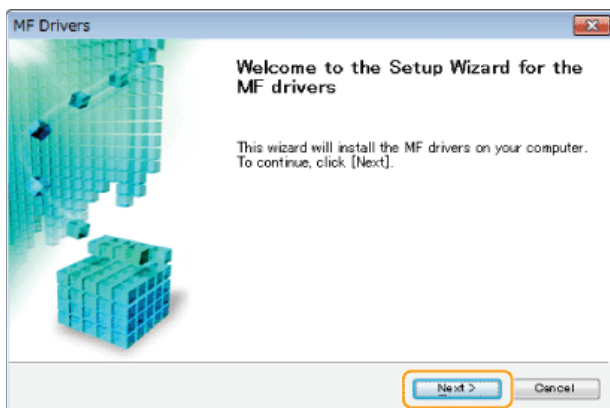 MF Drivers
Welcome to the Setup Wizard for the
MF drivers
This wizard will install the MF drivers on your computer.
To continue, click [Next].
Next >
Cancel